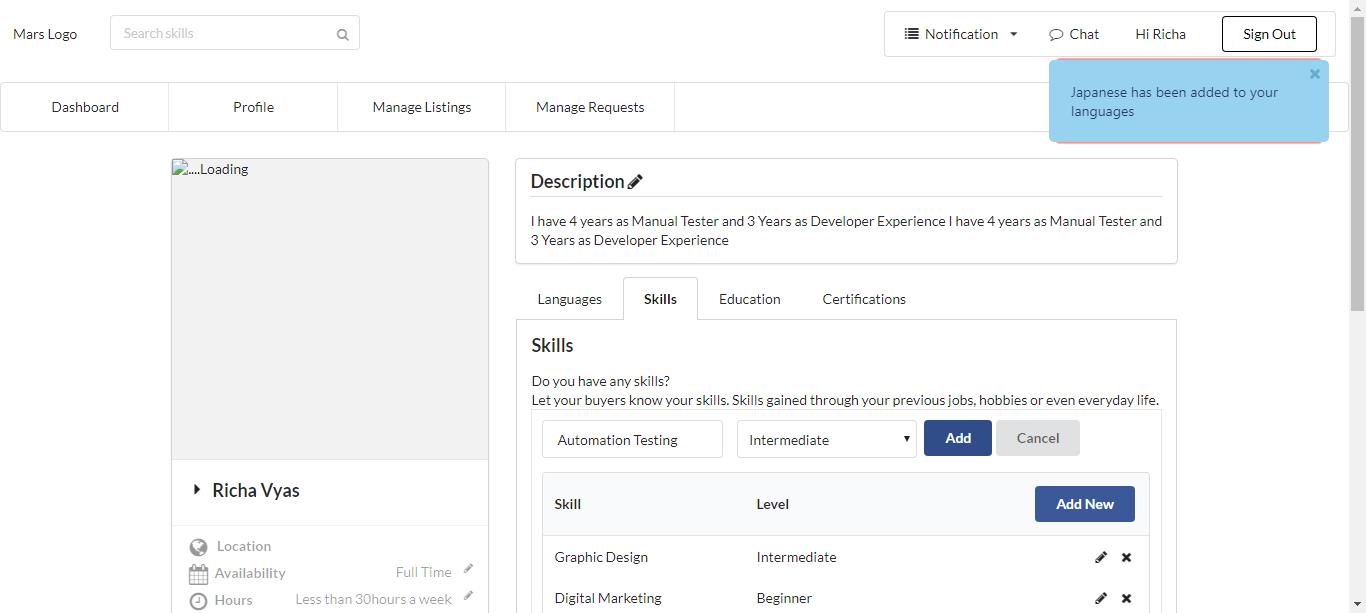 Mars Logo
Search skills
Notification
Chat
Hi Richa
Sign Out
Japanese has been added to your
languages
Dashboard
Profile
Manage Listings
Manage Requests
....Loading
Description
I have 4 years as Manual Tester and 3 Years as Developer Experience I have 4 years as Manual Tester and
3 Years as Developer Experience
Languages
Skills
Education
Certifications
Skills
Do you have any skills?
Let your buyers know your skills. Skills gained through your previous jobs, hobbies or even everyday life.
Automation Testing
Intermediate
Add
Cancel
Skill
Level
Add New
Graphic Design
Intermediate
Digital Marketing
Beginner
Richa Vyas
Location
Availability
Full Time
Hours
Less than 30hours a week